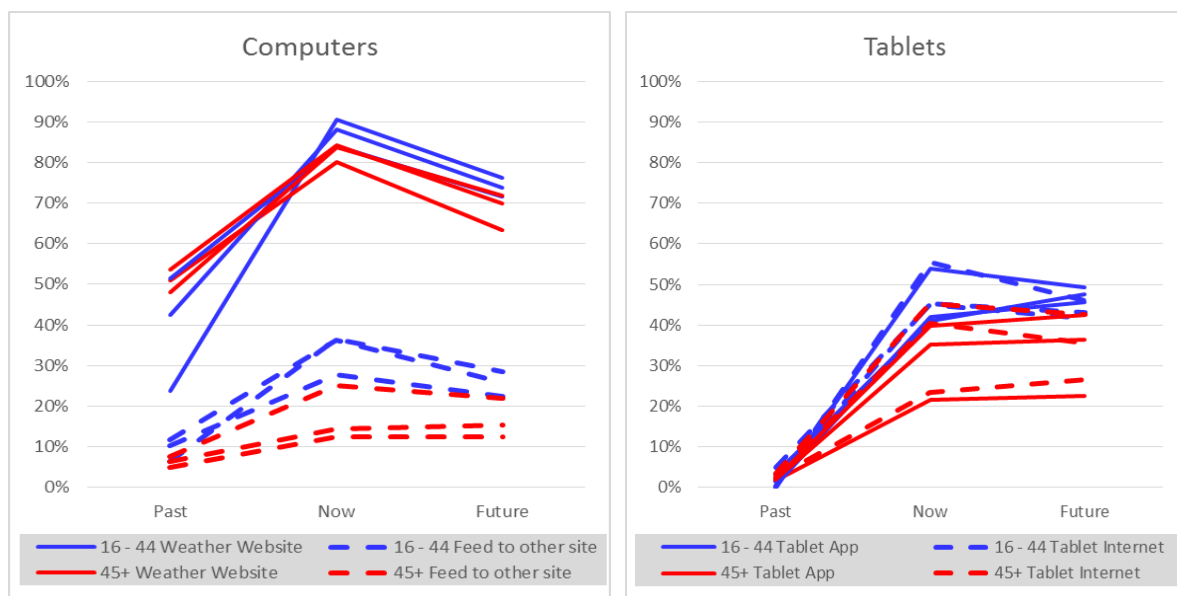 Computers
100%
90%
80%
70%
60%
50%
40%
30%
20%
10%
0%
Past Now Future
16 - 44 Weather Website 16 - 44 Feed to other site
45+ Weather Website 45+ Feed to other site
Tablets
100%
90%
80%
70%
60%
50%
40%
30%
20%
10%
0%
Past Now Future
16 - 44 Tablet App 16 - 44 Tablet Internet
45+ Tablet App 45+ Tablet Internet